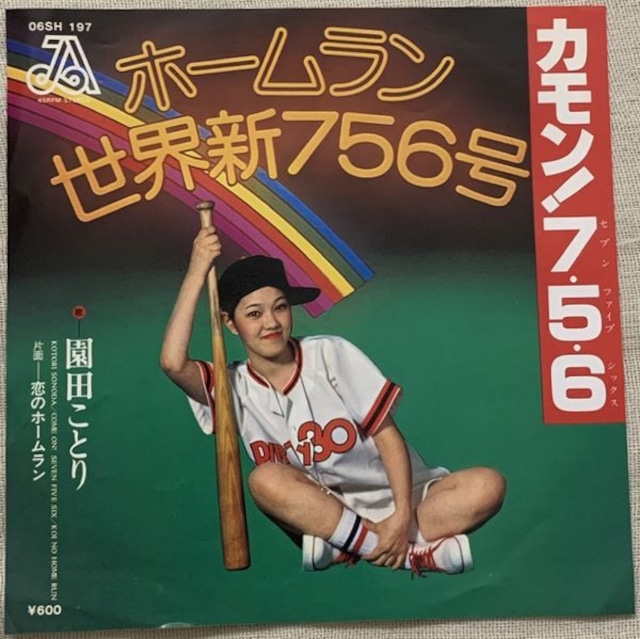 06SH 197
45RPM STEREO
ホームラン
世界新756号
カモン!7・5・6
セブン ファイブ シックス
歌─園田ことり
片面─恋のホームラン
KOTORI SONODA/COME ON! SEVEN FIVE SIX/KOI NO HOME RUN
¥600